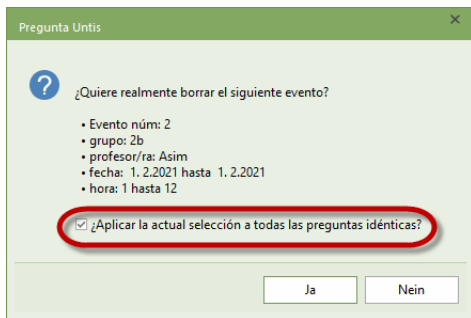 Pregunta Untis
¿Quiere realmente borrar el siguiente evento?
• Evento núm: 2
• grupo: 2b
• profesor/ra: Asim
• fecha: 1. 2.2021 hasta 1. 2.2021
• hora: 1 hasta 12
¿Aplicar la actual selección a todas las preguntas idénticas?
Ja Nein